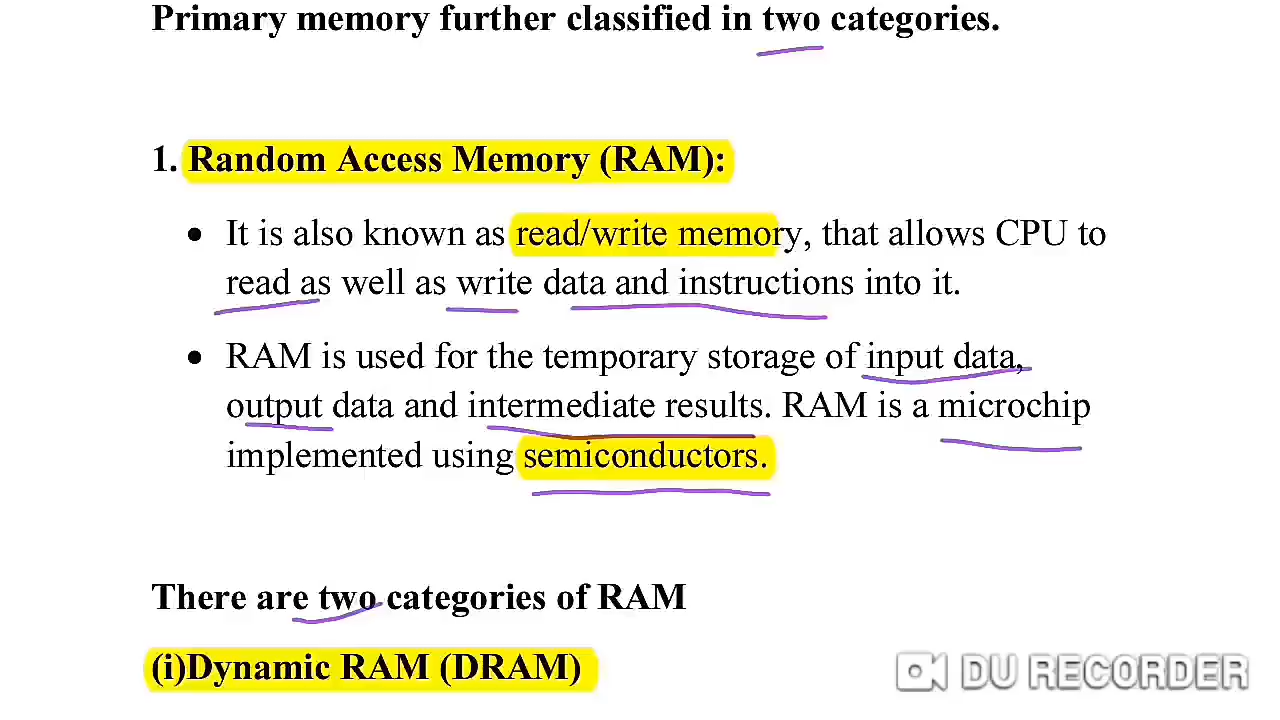 Primary memory further classified in two categories.
1. Random Access Memory (RAM):
• It is also known as read/write memory, that allows CPU to
read as well as write data and instructions into it.
• RAM is used for the temporary storage of input data,
output data and intermediate results. RAM is a microchip
implemented using semiconductors.
There are two categories of RAM
(i)Dynamic RAM (DRAM)
DU RECORDER